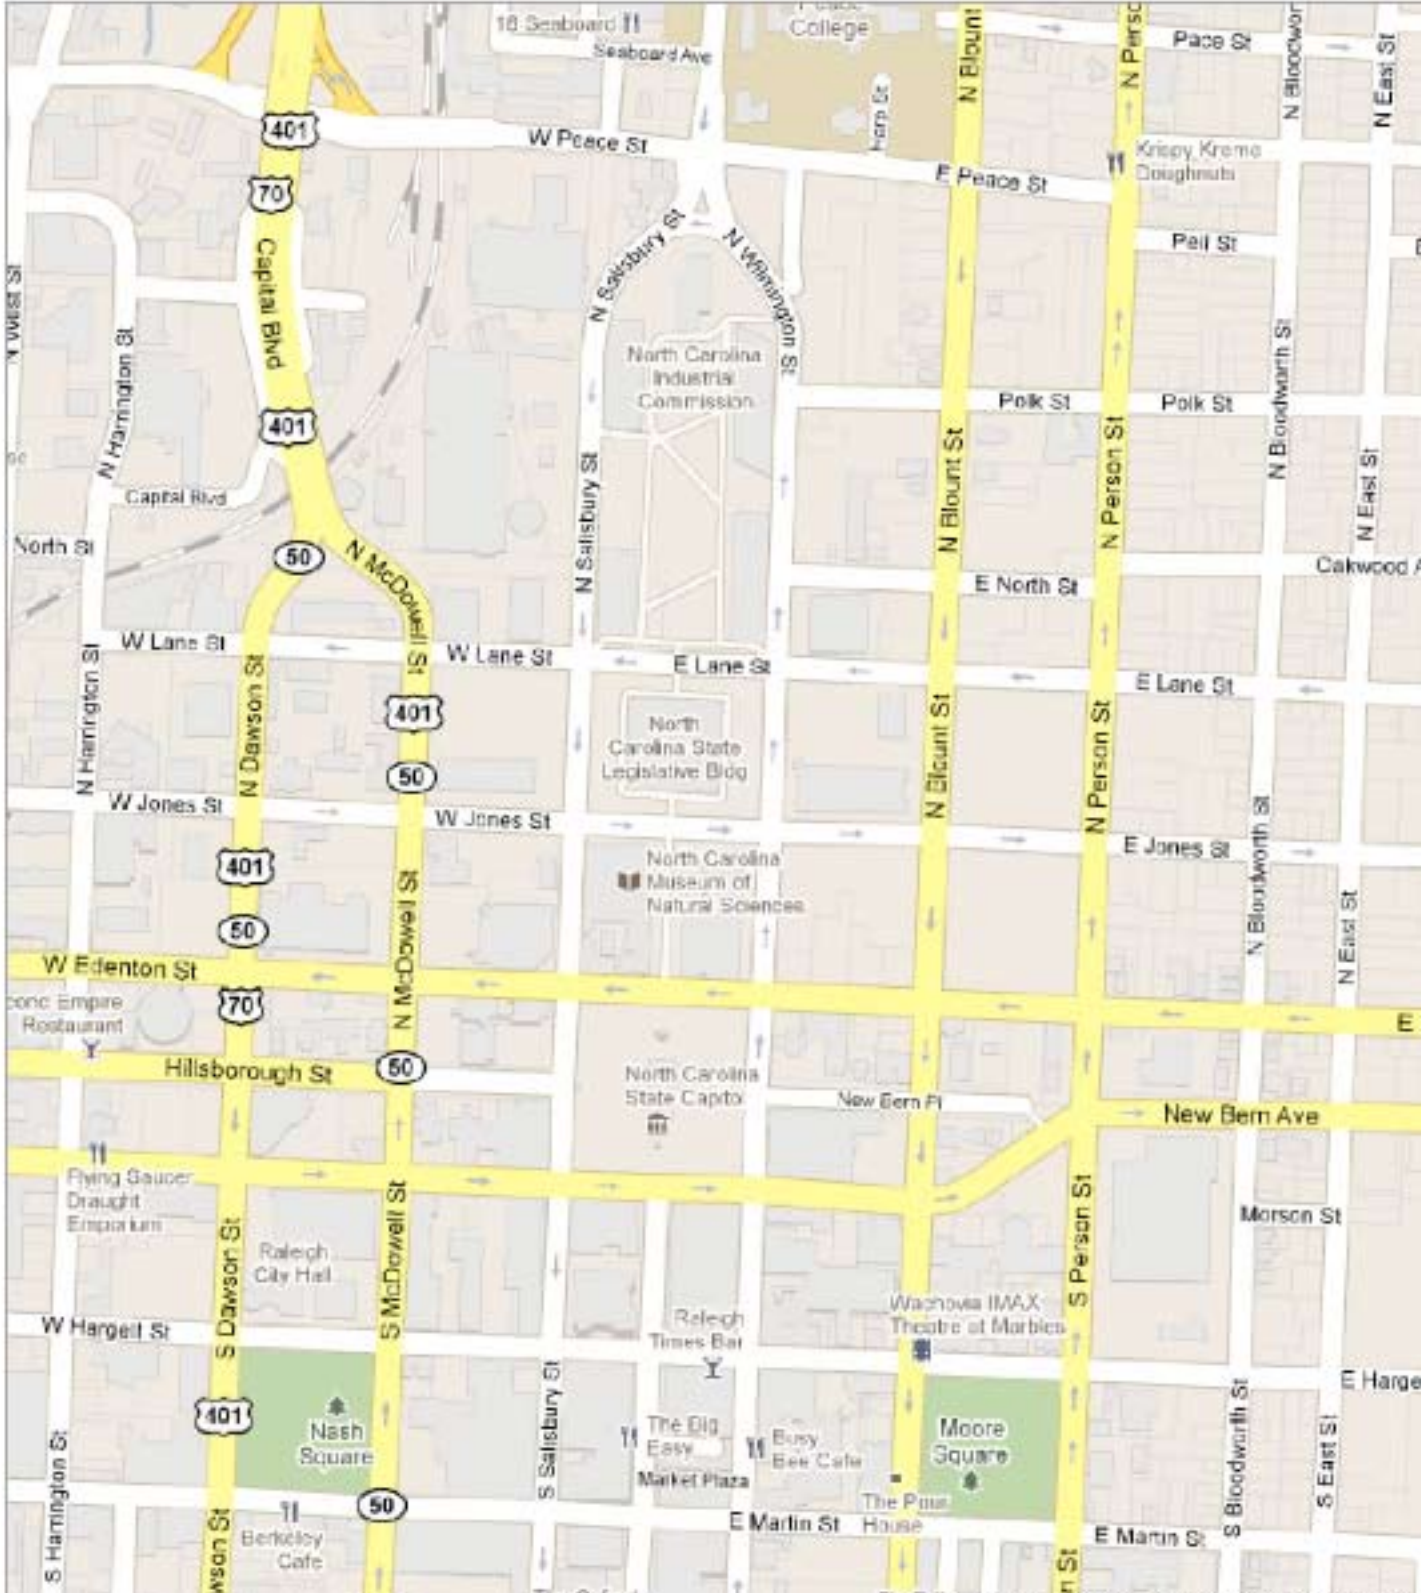 18 Seaboard
College
N Blount
N Person
Pace St
N East St
Seaboard Ave
401
W Peace St
Harp St
Krispy Kreme
Doughnuts
70
E Peace St
N Salisbury St
N Wilmington St
Peil St
N West St
Capital Blvd
N Harrington St
North Carolina
Industrial
Commission
N Bloodworth St
Polk St
Polk St
401
N Salisbury St
N Blount St
N Person St
N East St
Capital Blvd
North St
50
N McDowell St
Oakwood A
E North St
W Lane St
W Lane St
E Lane St
E Lane St
N Harrington St
N Dawson St
401
North
Carolina State
Legislative Bldg
N Blount St
N Person St
50
W Jones St
W Jones St
E Jones St
N Bloodworth St
401
North Carolina
Museum of
Natural Sciences
N McDowell St
N East St
50
W Edenton St
70
Empire
Restaurant
E
Hillsborough St
50
North Carolina
State Capitol
New Bern Pl
New Bern Ave
Flying Saucer
Draught
Emporium
S McDowell St
S Person St
Morson St
S Dawson St
Raleigh
City Hall
Wachovia IMAX
Theatre at Marbles
Raleigh
Times Bar
W Hargett St
E Harge
401
Nash
Square
S Salisbury St
The Big
Easy
Busy
Bee Cafe
Moore
Square
S Bloodworth St
S East St
S Harrington St
Market Plaza
50
The Pour
House
E Martin St
E Martin St
Berkeley
Cafe
wson St
n St